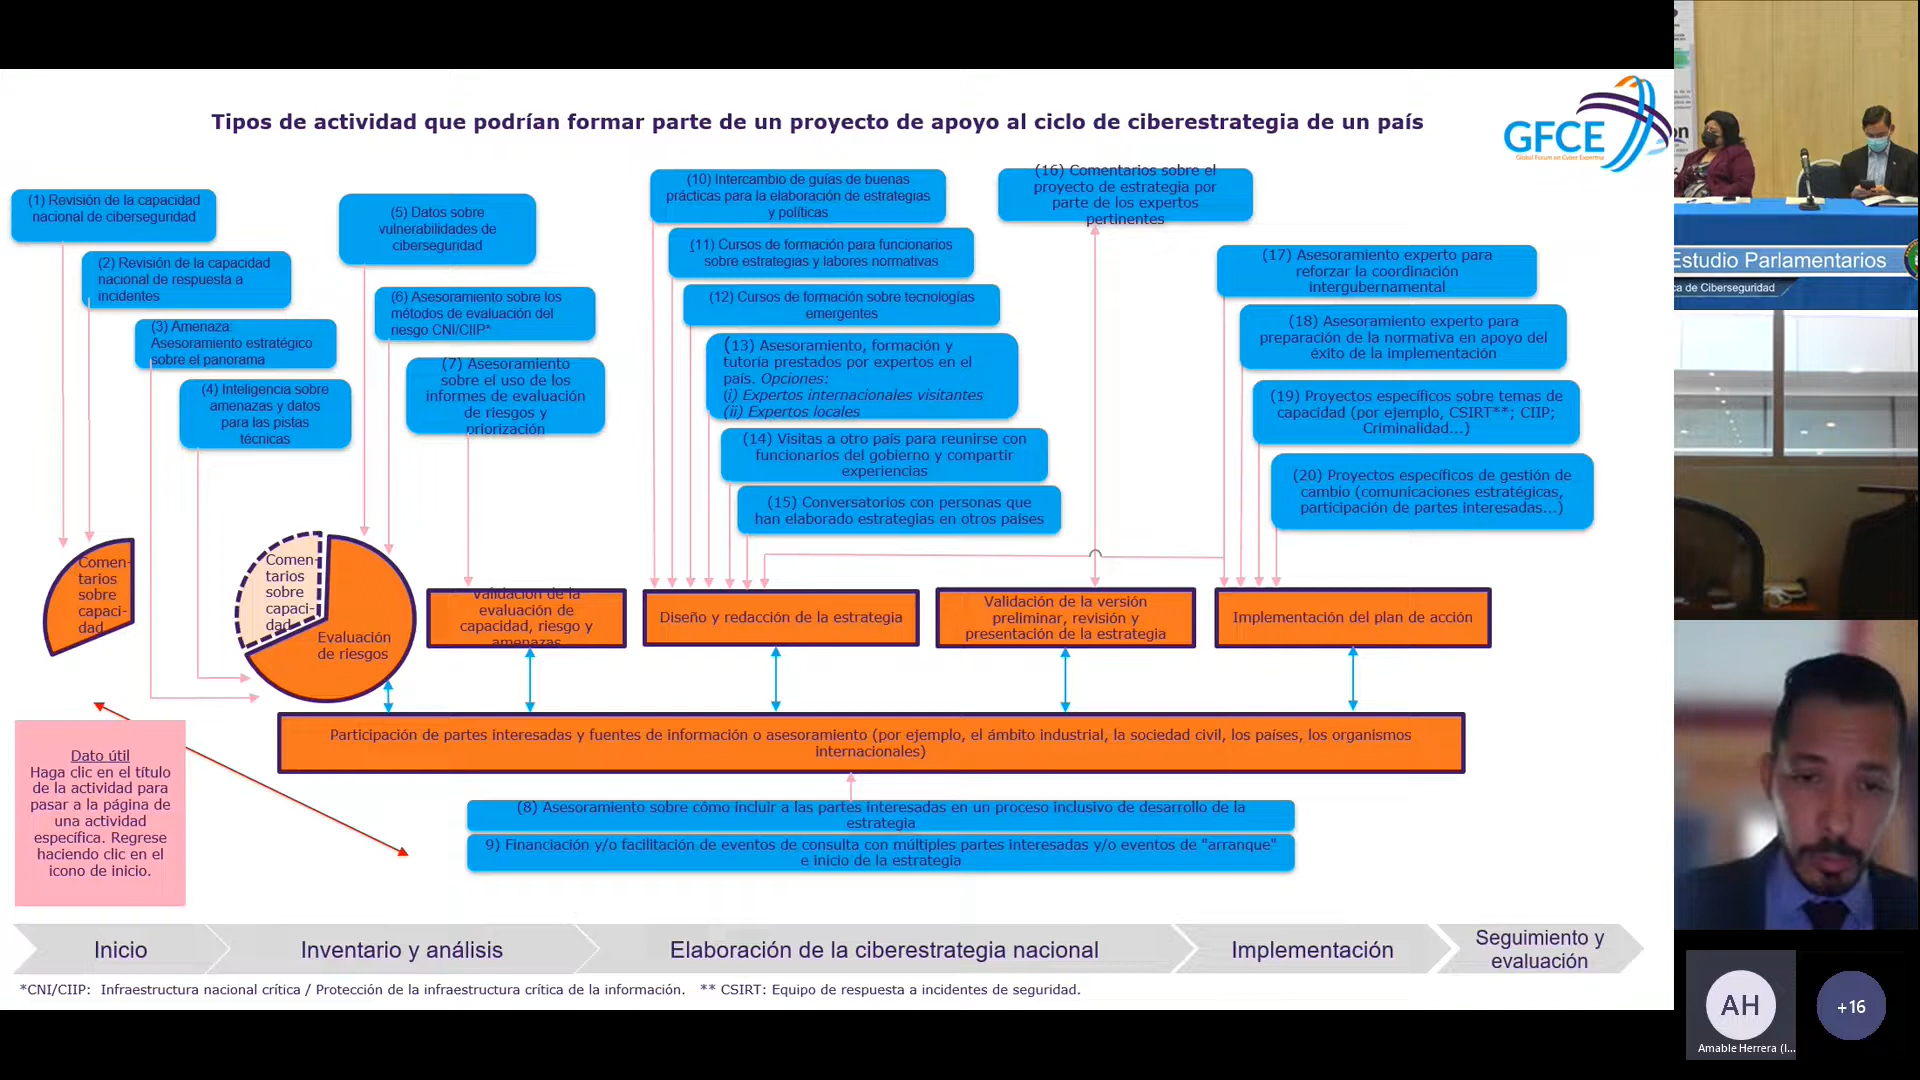 Tipos de actividad que podrían formar parte de un proyecto de apoyo al ciclo de ciberestrategia de un país
GFCE
Global Forum on Cyber Expertise
(1) Revisión de la capacidad
nacional de ciberseguridad
(2) Revisión de la capacidad
nacional de respuesta a
incidentes
(3) Amenaza:
Asesoramiento estratégico
sobre el panorama
(4) Inteligencia sobre
amenazas y datos
para las pistas
técnicas
(5) Datos sobre
vulnerabilidades de
ciberseguridad
(6) Asesoramiento sobre los
métodos de evaluación del
riesgo CNI/CIIP*
(7) Asesoramiento
sobre el uso de los
informes de evaluación
de riesgos y
priorización
(10) Intercambio de guías de buenas
prácticas para la elaboración de estrategias
y políticas
(11) Cursos de formación para funcionarios
sobre estrategias y labores normativas
(12) Cursos de formación sobre tecnologías
emergentes
(13) Asesoramiento, formación y
tutoría prestados por expertos en el
país. Opciones:
(i) Expertos internacionales visitantes
(ii) Expertos locales
(14) Visitas a otro país para reunirse con
funcionarios del gobierno y compartir
experiencias
(15) Conversatorios con personas que
han elaborado estrategias en otros países
(16) Comentarios sobre el
proyecto de estrategia por
parte de los expertos
pertinentes
(17) Asesoramiento experto para
reforzar la coordinación
intergubernamental
(18) Asesoramiento experto para
preparación de la normativa en apoyo del
éxito de la implementación
(19) Proyectos específicos sobre temas de
capacidad (por ejemplo, CSIRT**; CIIP;
Criminalidad...)
(20) Proyectos específicos de gestión de
cambio (comunicaciones estratégicas,
participación de partes interesadas...)
Comen-
tarios
sobre
capaci-
dad
Comen-
tarios
sobre
capaci-
dad
Evaluación
de riesgos
Validación de la
evaluación de
capacidad, riesgo y
amenazas
Diseño y redacción de la estrategia
Validación de la versión
preliminar, revisión y
presentación de la estrategia
Implementación del plan de acción
Participación de partes interesadas y fuentes de información o asesoramiento (por ejemplo, el ámbito industrial, la sociedad civil, los países, los organismos
internacionales)
(8) Asesoramiento sobre cómo incluir a las partes interesadas en un proceso inclusivo de desarrollo de la
estrategia
9) Financiación y/o facilitación de eventos de consulta con múltiples partes interesadas y/o eventos de "arranque"
e inicio de la estrategia
Dato útil
Haga clic en el título
de la actividad para
pasar a la página de
una actividad
específica. Regrese
haciendo clic en el
icono de inicio.
Inicio
Inventario y análisis
Elaboración de la ciberestrategia nacional
Implementación
Seguimiento y
evaluación
*CNI/CIIP: Infraestructura nacional crítica / Protección de la infraestructura crítica de la información. ** CSIRT: Equipo de respuesta a incidentes de seguridad.
Estudio Parlamentarios
ca de Ciberseguridad
AH
Amable Herrera (I...
+16